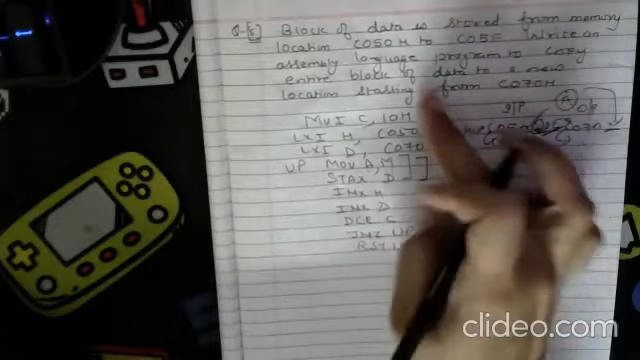 Q-[5] Block of data is stored from memory
location C050H to C05F Write an
assembly language program to copy
entire block of data to a new
location starting from C070H
I/P O/P
MVI C, 10H
LXI H, C050
LXI D, C070
UP MOV A, M
STAX D
INX H
INX D
DCR C
JNZ UP
RST
A
clideo.com